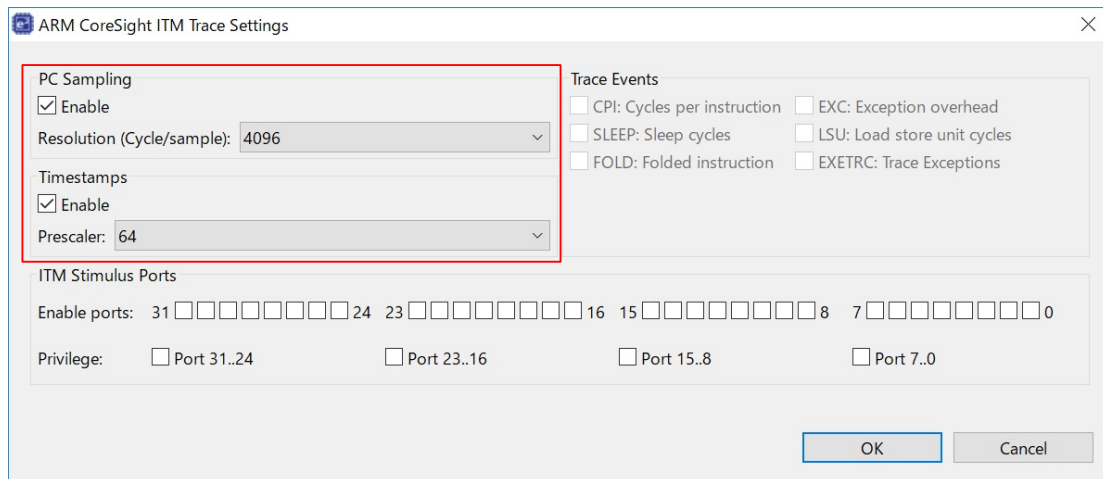 ARM CoreSight ITM Trace Settings
PC Sampling
Enable
Resolution (Cycle/sample): 4096
Timestamps
Enable
Prescaler: 64
Trace Events
CPI: Cycles per instruction EXC: Exception overhead
SLEEP: Sleep cycles LSU: Load store unit cycles
FOLD: Folded instruction EXETRC: Trace Exceptions
ITM Stimulus Ports
Enable ports: 31 24 23 16 15 8 7 0
Privilege: Port 31..24 Port 23..16 Port 15..8 Port 7..0
OK Cancel